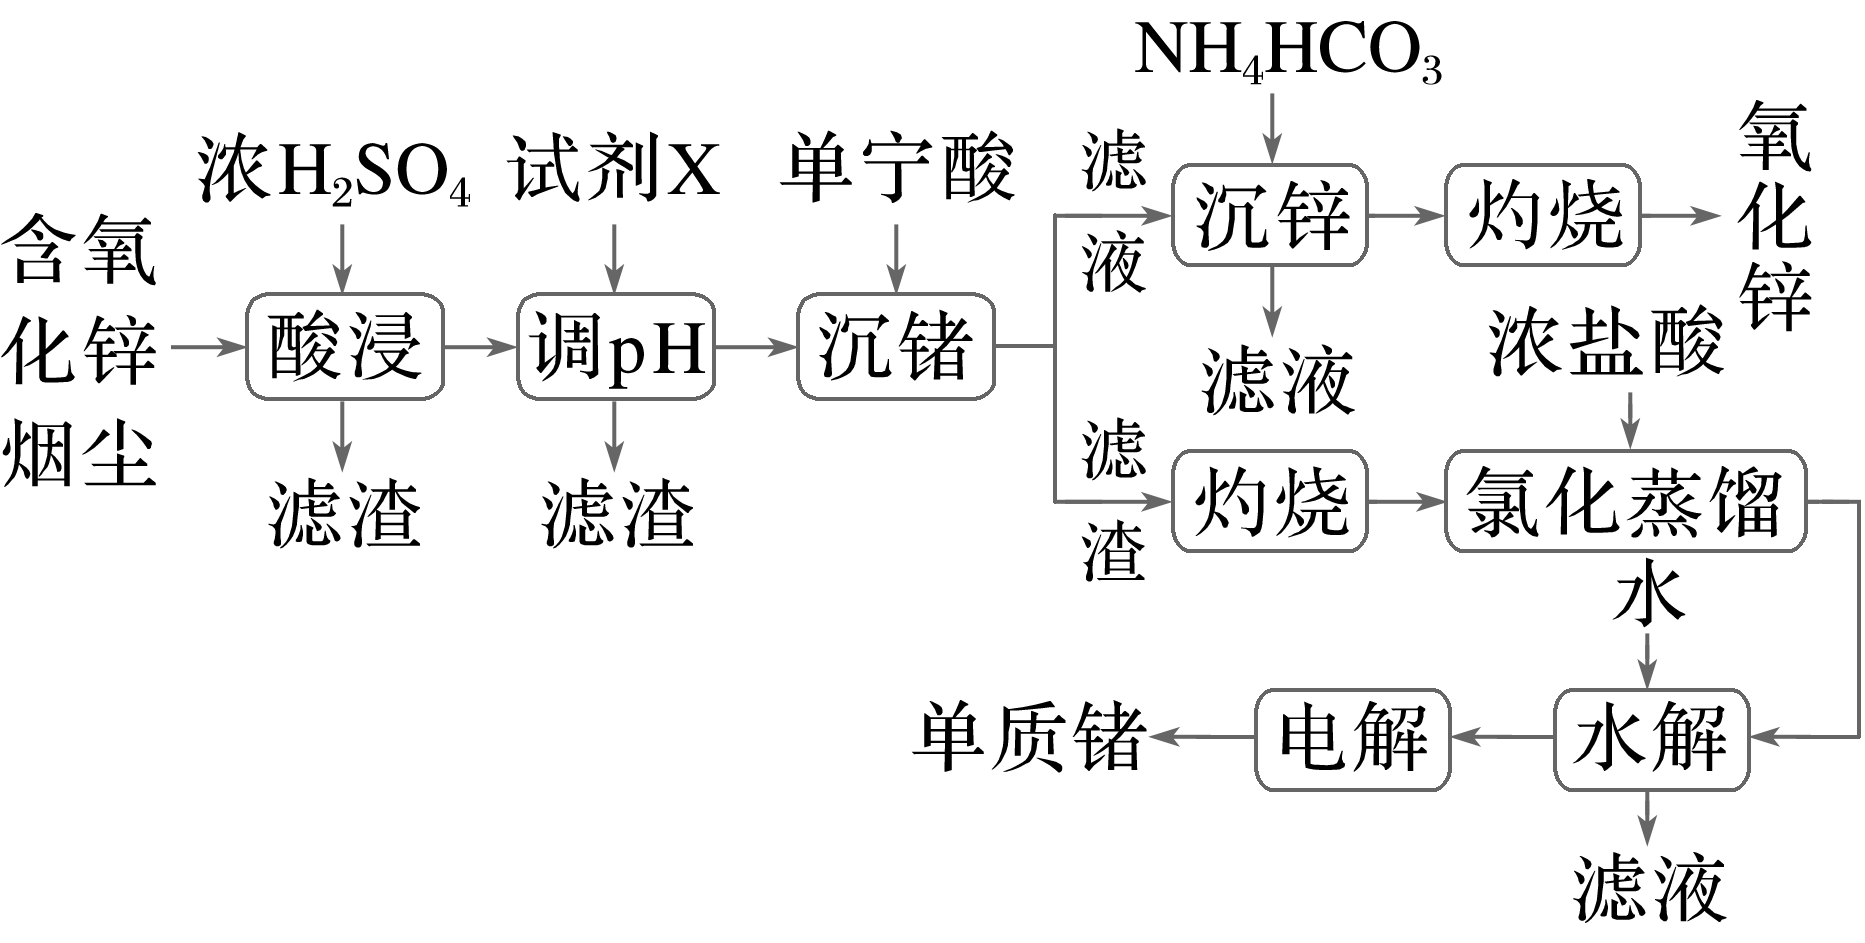 NH₄HCO₃
浓H₂SO₄
试剂X
单宁酸
滤液
沉锌
灼烧
氧化锌
含氧
化锌
烟尘
酸浸
调pH
沉锗
滤液
浓盐酸
滤渣
滤渣
滤渣
灼烧
氯化蒸馏
水
单质锗
电解
水解
滤液